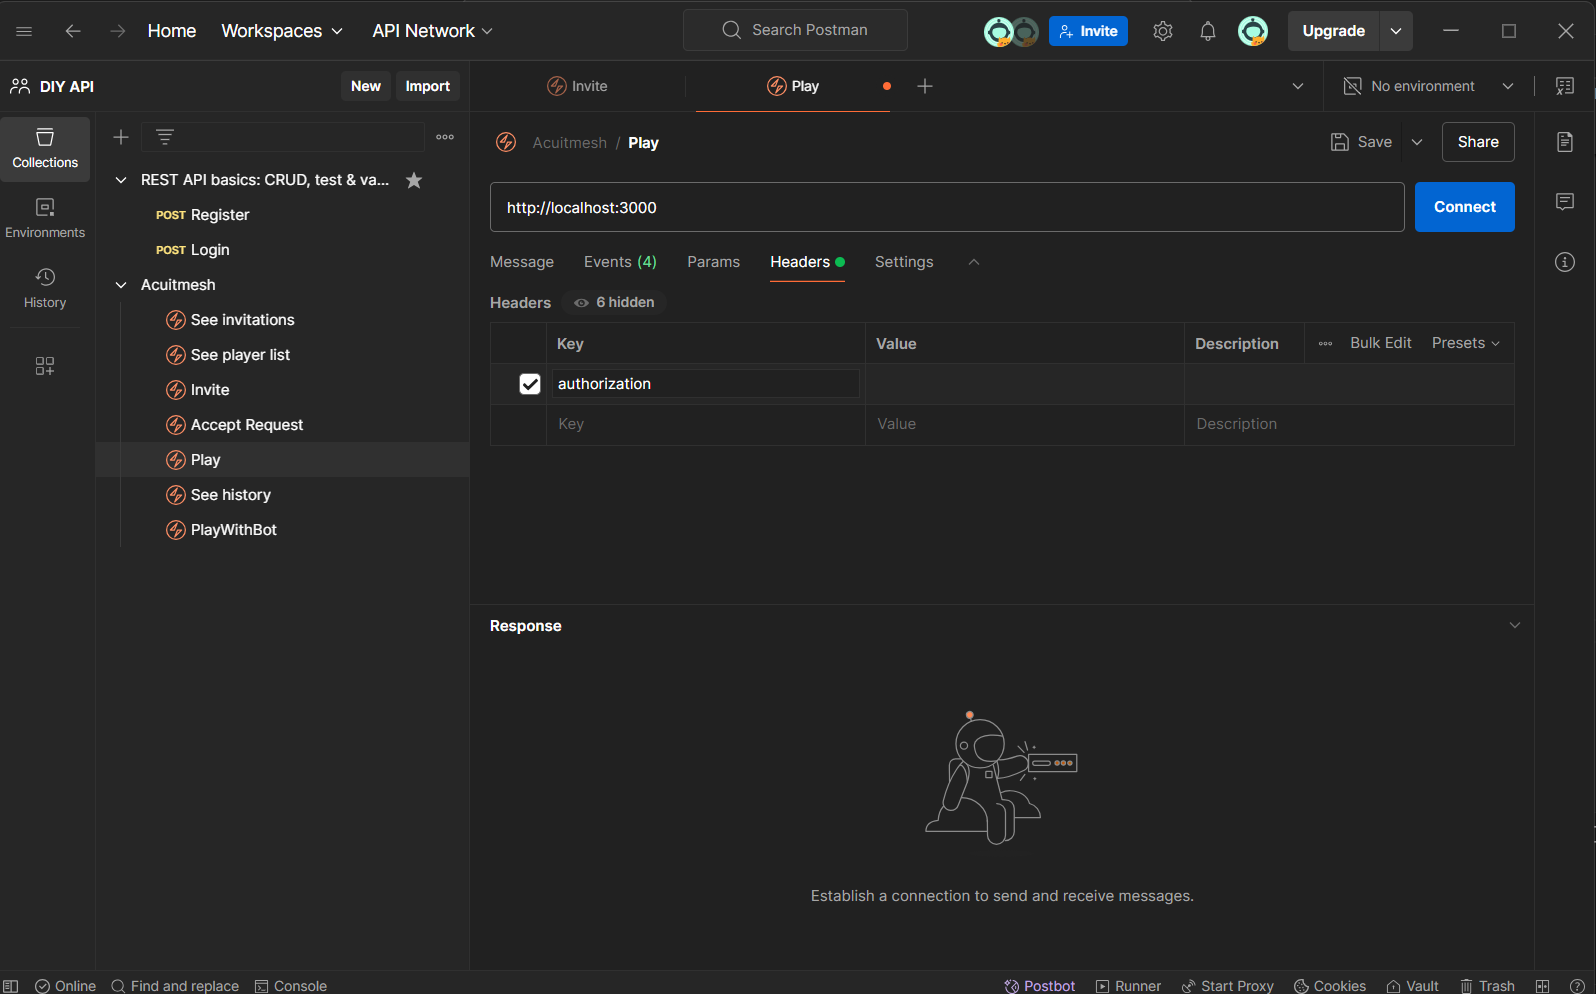 Home Workspaces API Network Search Postman Invite Upgrade
DIY API New Import Invite Play No environment
Collections
Environments
History
REST API basics: CRUD, test & va...
POST Register
POST Login
Acuitmesh
See invitations
See player list
Invite
Accept Request
Play
See history
PlayWithBot
Acuitmesh / Play Save Share
http://localhost:3000 Connect
Message Events (4) Params Headers Settings
Headers 6 hidden
Key Value Description Bulk Edit Presets
authorization
Key Value Description
Response
Establish a connection to send and receive messages.
Online Find and replace Console Postbot Runner Start Proxy Cookies Vault Trash